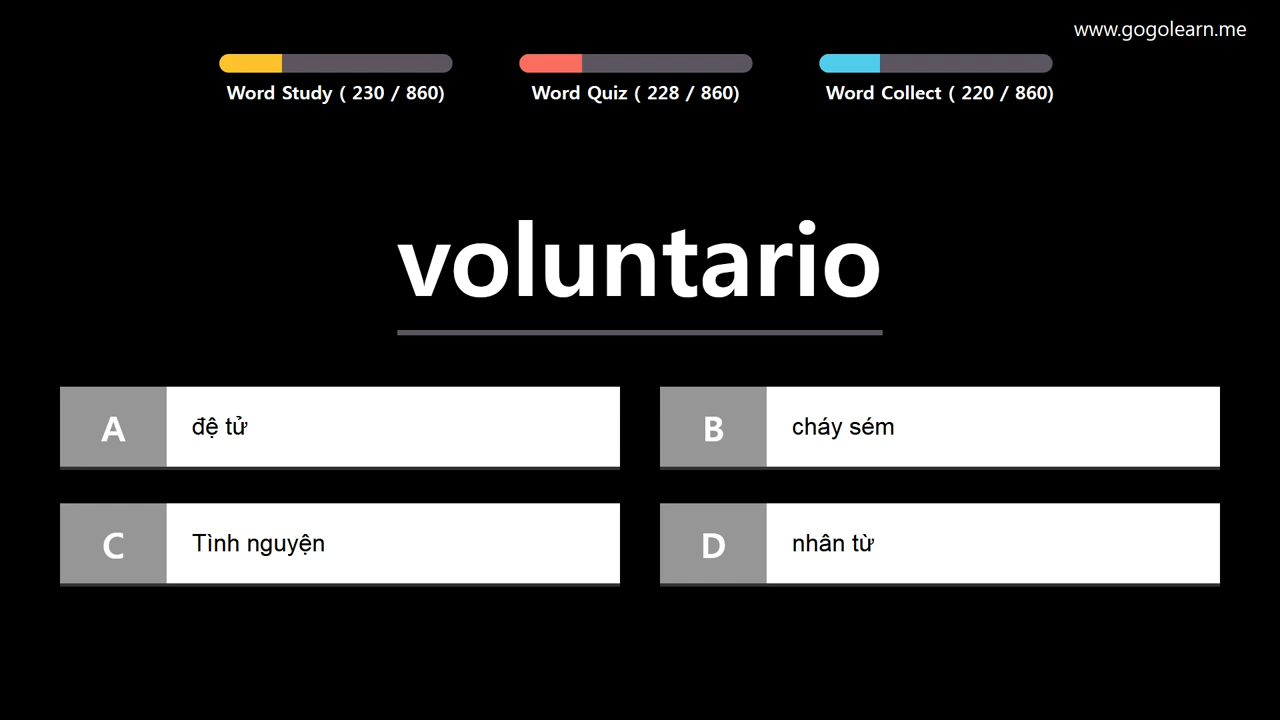 www.gogolearn.me
Word Study ( 230 / 860)
Word Quiz ( 228 / 860)
Word Collect ( 220 / 860)
voluntario
A đệ tử
B cháy sém
C Tình nguyện
D nhân từ